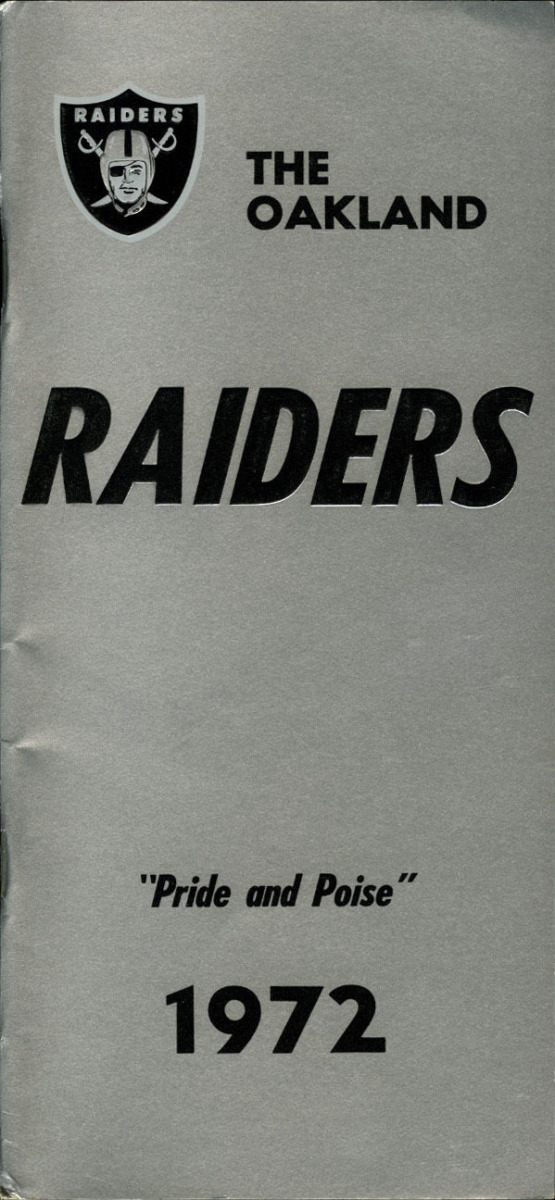 RAIDERS
THE
OAKLAND
RAIDERS
"Pride and Poise"
1972